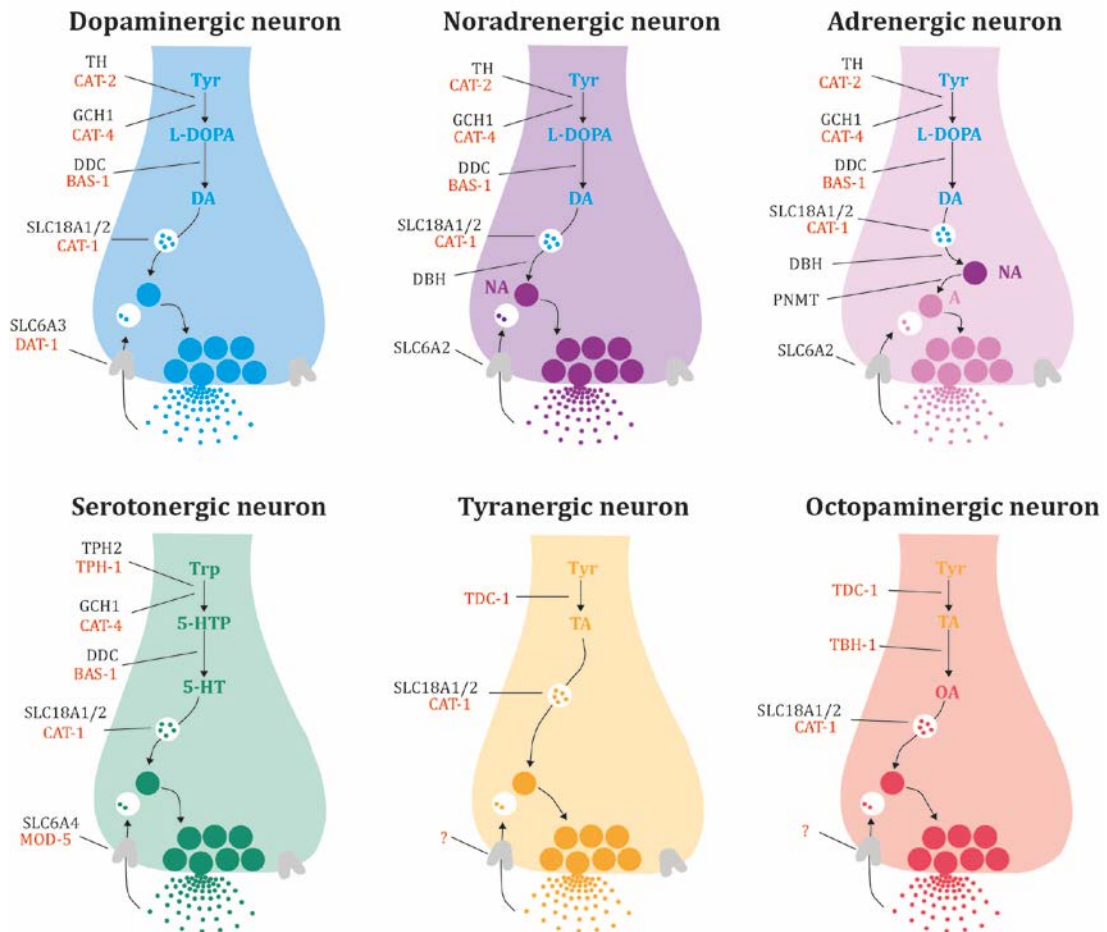 Dopaminergic neuron
TH
CAT-2
Tyr
GCH1
CAT-4
L-DOPA
DDC
BAS-1
DA
SLC18A1/2
CAT-1
SLC6A3
DAT-1
Noradrenergic neuron
TH
CAT-2
Tyr
GCH1
CAT-4
L-DOPA
DDC
BAS-1
DA
SLC18A1/2
CAT-1
DBH
NA
SLC6A2
Adrenergic neuron
TH
CAT-2
Tyr
GCH1
CAT-4
L-DOPA
DDC
BAS-1
DA
SLC18A1/2
CAT-1
DBH
NA
PNMT
A
SLC6A2
Serotonergic neuron
TPH2
TPH-1
Trp
GCH1
CAT-4
5-HTP
DDC
BAS-1
5-HT
SLC18A1/2
CAT-1
SLC6A4
MOD-5
Tyranergic neuron
Tyr
TDC-1
TA
SLC18A1/2
CAT-1
?
Octopaminergic neuron
Tyr
TDC-1
TA
TBH-1
OA
SLC18A1/2
CAT-1
?